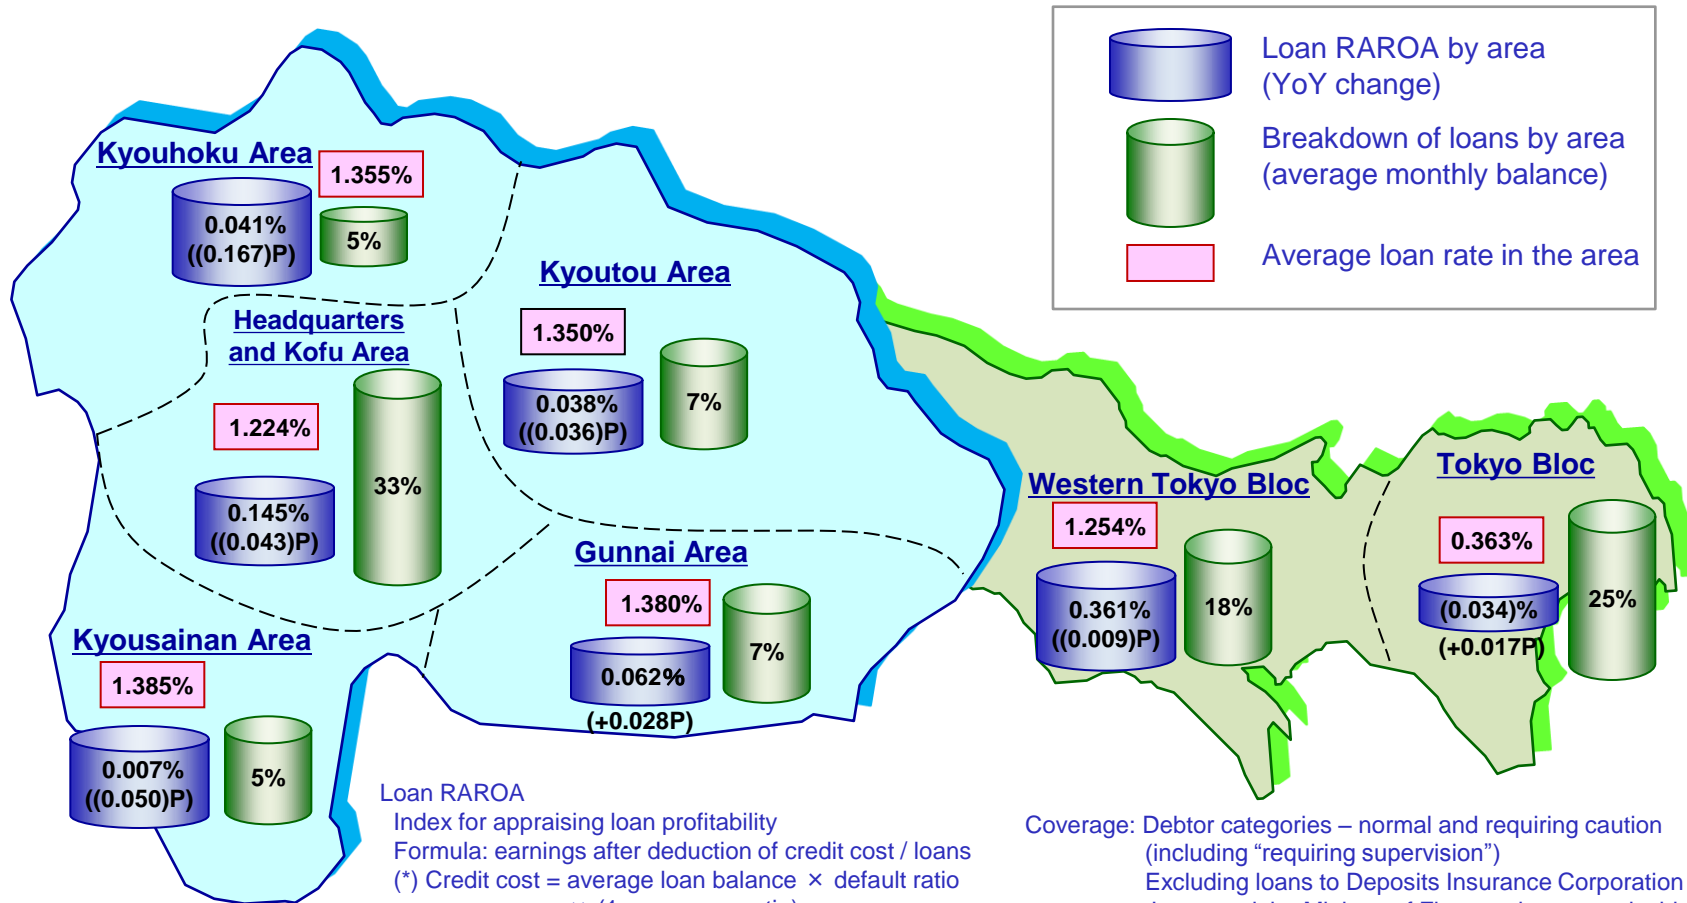 Loan RAROA by area
(YoY change)
Breakdown of loans by area
(average monthly balance)
Average loan rate in the area
Kyouhoku Area
1.355%
0.041%
((0.167)P)
5%
Kyoutou Area
1.350%
0.038%
((0.036)P)
7%
Headquarters
and Kofu Area
1.224%
0.145%
((0.043)P)
33%
Gunnai Area
1.380%
0.062%
(+0.028P)
7%
Kyousainan Area
1.385%
0.007%
((0.050)P)
5%
Western Tokyo Bloc
1.254%
0.361%
((0.009)P)
18%
Tokyo Bloc
0.363%
(0.034)%
(+0.017P)
25%
Loan RAROA
Index for appraising loan profitability
Formula: earnings after deduction of credit cost / loans
(*) Credit cost = average loan balance × default ratio
Coverage: Debtor categories – normal and requiring caution
(including “requiring supervision”)
Excluding loans to Deposits Insurance Corporation